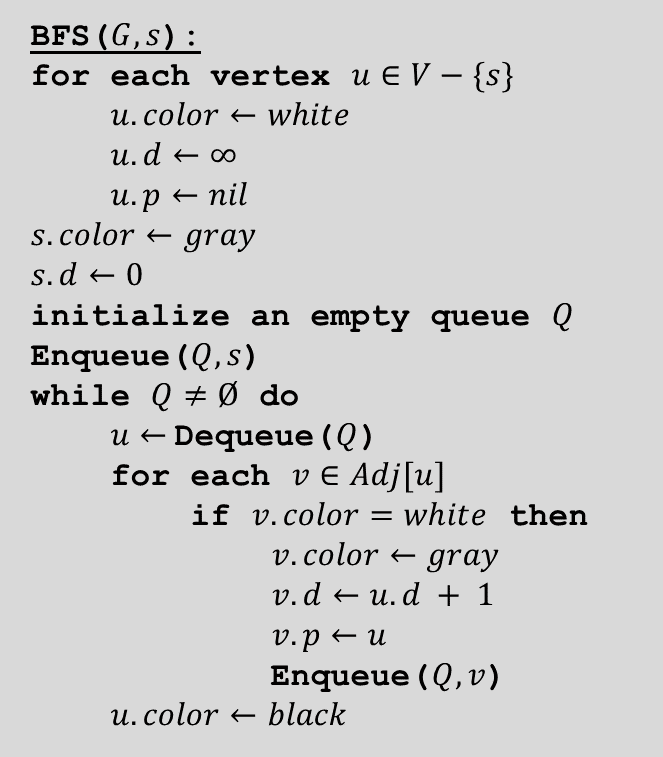 BFS(G,s):
for each vertex u ∈ V − {s}
u.color ← white
u.d ← ∞
u.p ← nil
s.color ← gray
s.d ← 0
initialize an empty queue Q
Enqueue(Q,s)
while Q ≠ Ø do
u ← Dequeue(Q)
for each v ∈ Adj[u]
if v.color = white then
v.color ← gray
v.d ← u.d + 1
v.p ← u
Enqueue(Q,v)
u.color ← black